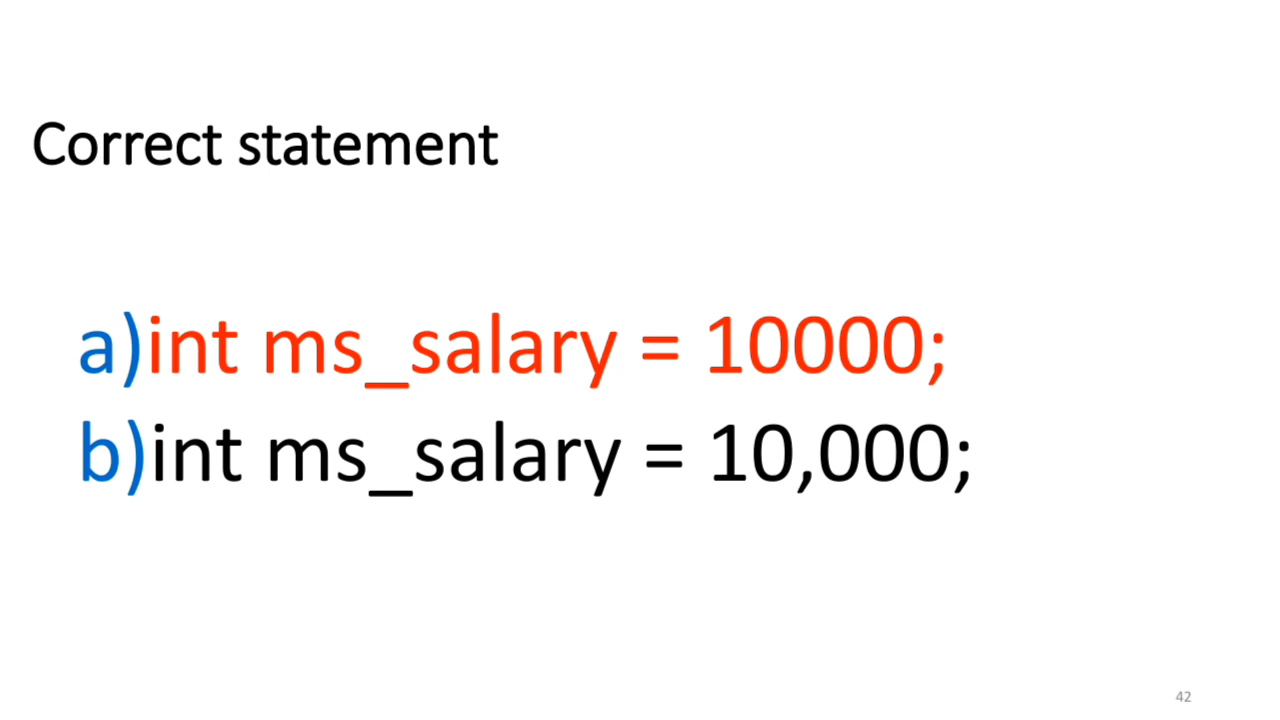 Correct statement
a)int ms_salary = 10000;
b)int ms_salary = 10,000;
42